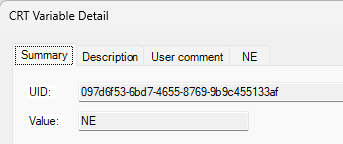 CRT Variable Detail
Summary Description User comment NE
UID: 097d6f53-6bd7-4655-8769-9b9c455133af
Value: NE